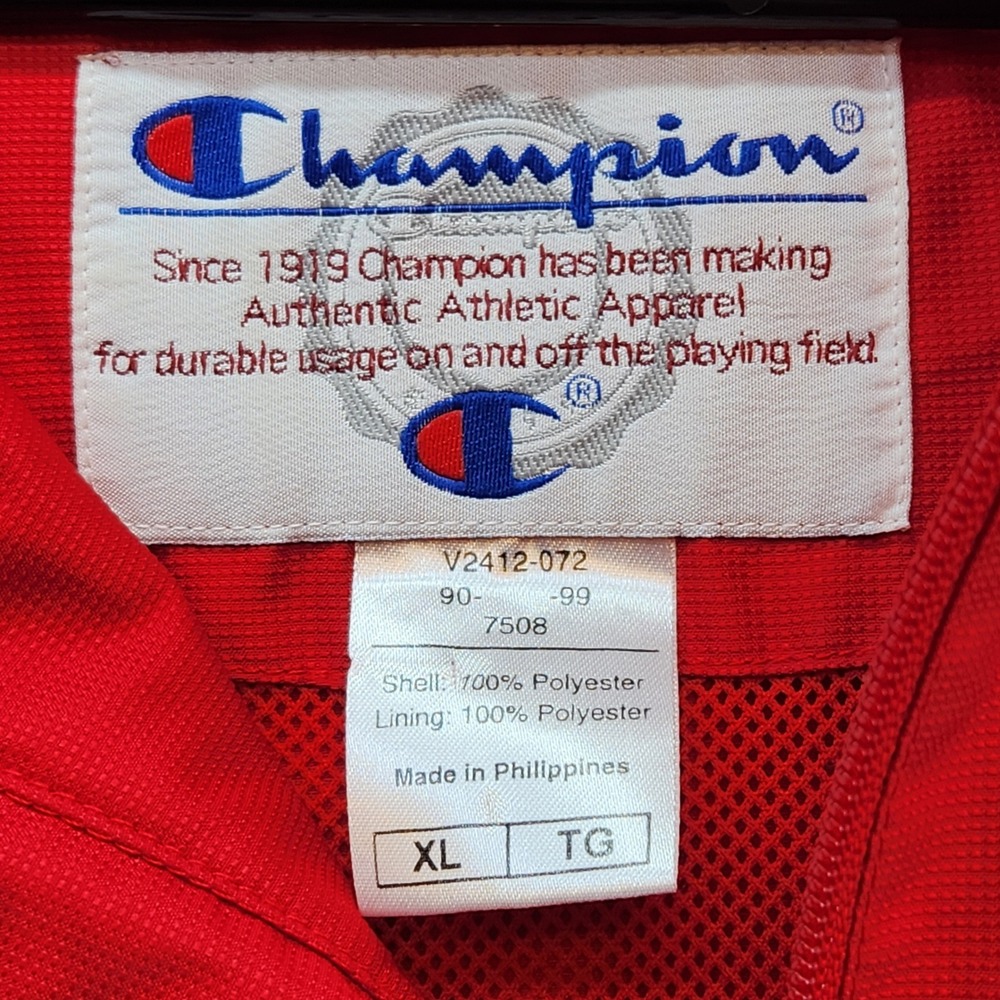 Champion®
Since 1919 Champion has been making
Authentic Athletic Apparel
for durable usage on and off the playing field.
®
V2412-072
90- -99
7508
Shell: 100% Polyester
Lining: 100% Polyester
Made in Philippines
XL TG